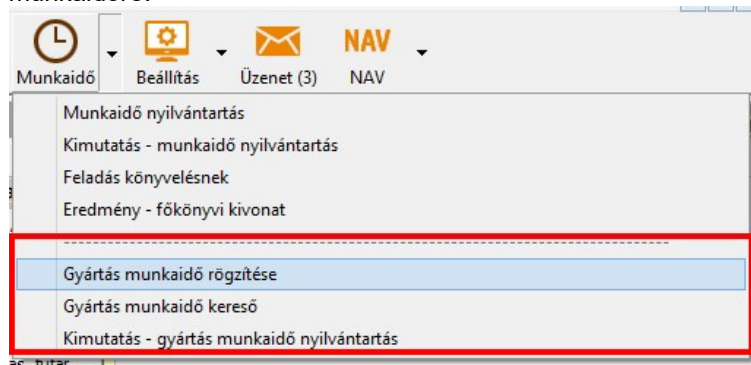 munkaidőre.
NAV
Munkaidő Beállítás Üzenet (3) NAV
Munkaidő nyilvántartás
Kimutatás - munkaidő nyilvántartás
Feladás könyvelésnek
Eredmény - főkönyvi kivonat
Gyártás munkaidő rögzítése
Gyártás munkaidő kereső
Kimutatás - gyártás munkaidő nyilvántartás